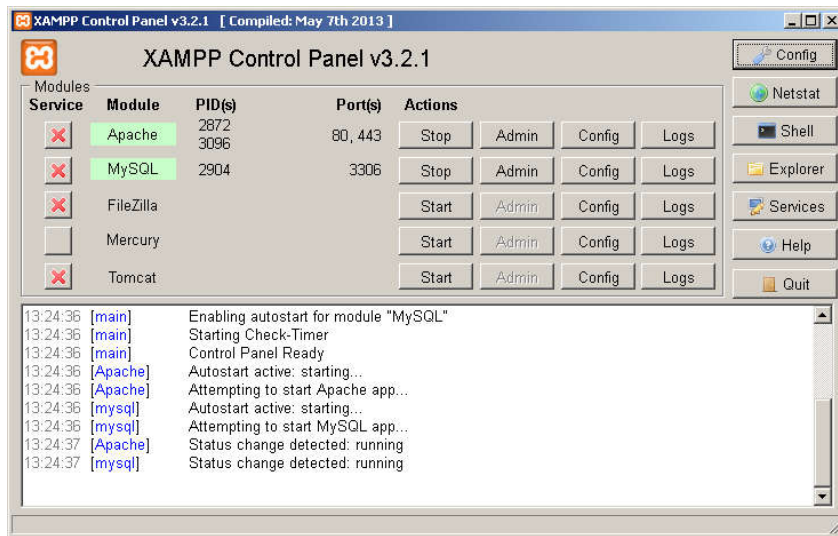 XAMPP Control Panel v3.2.1 [ Compiled: May 7th 2013 ]
XAMPP Control Panel v3.2.1
Config
Modules
Service Module PID(s) Port(s) Actions
Netstat
Apache 2872 3096 80, 443 Stop Admin Config Logs
Shell
MySQL 2904 3306 Stop Admin Config Logs
Explorer
FileZilla Start Admin Config Logs
Services
Mercury Start Admin Config Logs
Help
Tomcat Start Admin Config Logs
Quit
13:24:36 [main] Enabling autostart for module "MySQL"
13:24:36 [main] Starting Check-Timer
13:24:36 [main] Control Panel Ready
13:24:36 [Apache] Autostart active: starting...
13:24:36 [Apache] Attempting to start Apache app...
13:24:36 [mysql] Autostart active: starting...
13:24:36 [mysql] Attempting to start MySQL app...
13:24:37 [Apache] Status change detected: running
13:24:37 [mysql] Status change detected: running